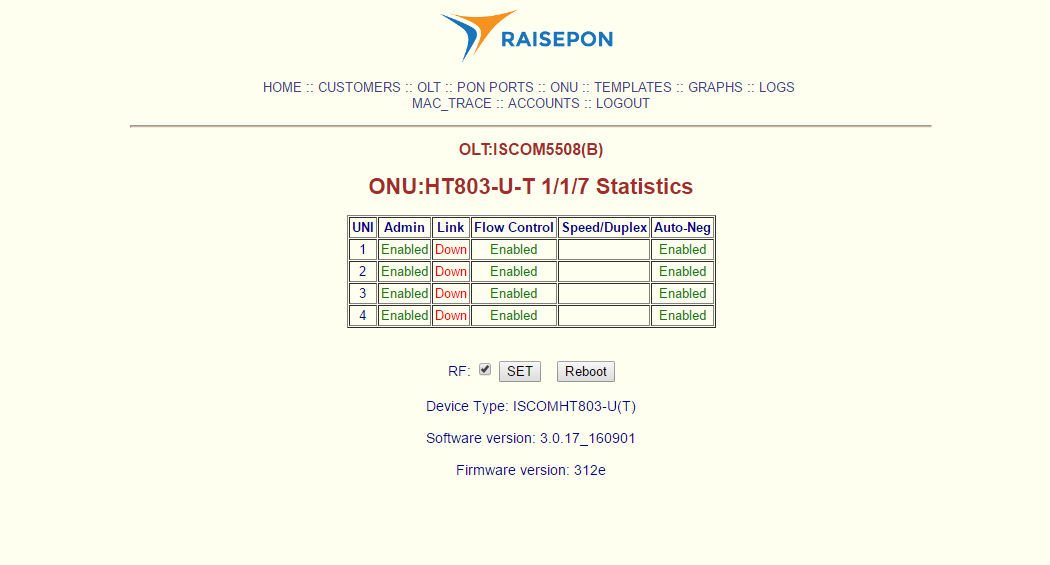 RAISEPON
HOME :: CUSTOMERS :: OLT :: PON PORTS :: ONU :: TEMPLATES :: GRAPHS :: LOGS
MAC_TRACE :: ACCOUNTS :: LOGOUT
OLT:ISCOM5508(B)
ONU:HT803-U-T 1/1/7 Statistics
UNI Admin Link Flow Control Speed/Duplex Auto-Neg
1 Enabled Down Enabled Enabled
2 Enabled Down Enabled Enabled
3 Enabled Down Enabled Enabled
4 Enabled Down Enabled Enabled
RF: SET Reboot
Device Type: ISCOMHT803-U(T)
Software version: 3.0.17_160901
Firmware version: 312e